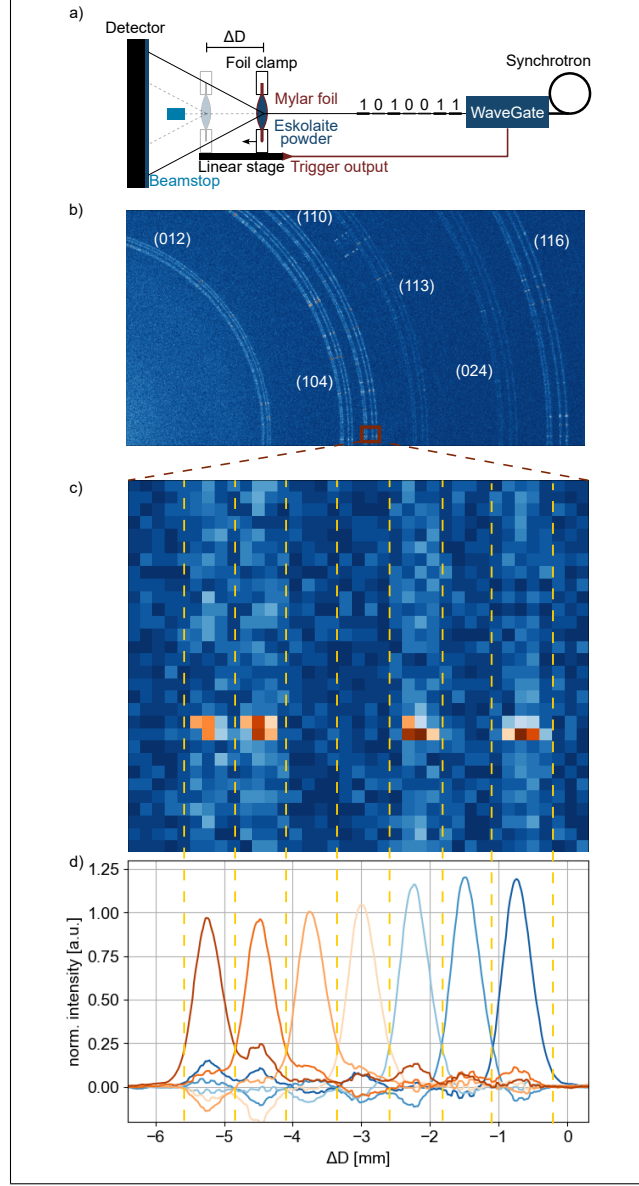 a)
Detector
ΔD
Foil clamp
Synchrotron
Mylar foil
1 0 1 0 0 1 1
WaveGate
Eskolaite
powder
Linear stage
Trigger output
Beamstop
b)
(012)
(110)
(116)
(113)
(104)
(024)
c)
d)
1.25
1.00
0.75
0.50
0.25
0.00
norm. intensity [a.u.]
−6 −5 −4 −3 −2 −1 0
ΔD [mm]